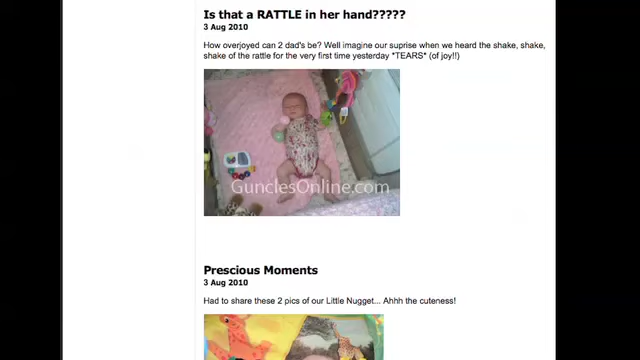 Is that a RATTLE in her hand?????
3 Aug 2010
How overjoyed can 2 dad's be? Well imagine our suprise when we heard the shake, shake,
shake of the rattle for the very first time yesterday *TEARS* (of joy!!)
GunclesOnline.com
Prescious Moments
3 Aug 2010
Had to share these 2 pics of our Little Nugget... Ahhh the cuteness!